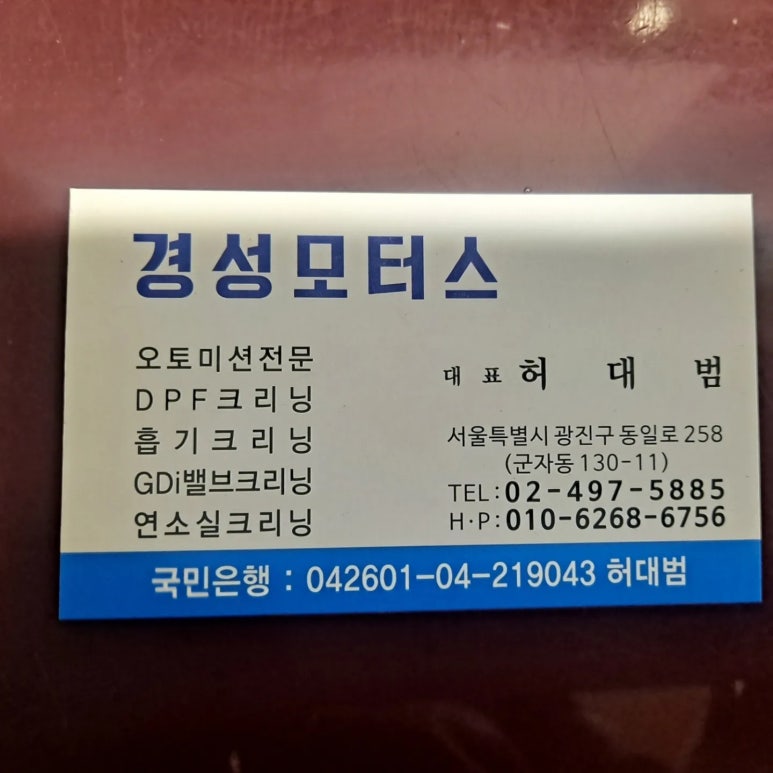 경성모터스
오토미션전문
DPF크리닝
흡기크리닝
GDi밸브크리닝
연소실크리닝
대표 허 대 범
서울특별시 광진구 동일로 258
(군자동 130-11)
TEL:02-497-5885
H·P:010-6268-6756
국민은행 : 042601-04-219043 허대범